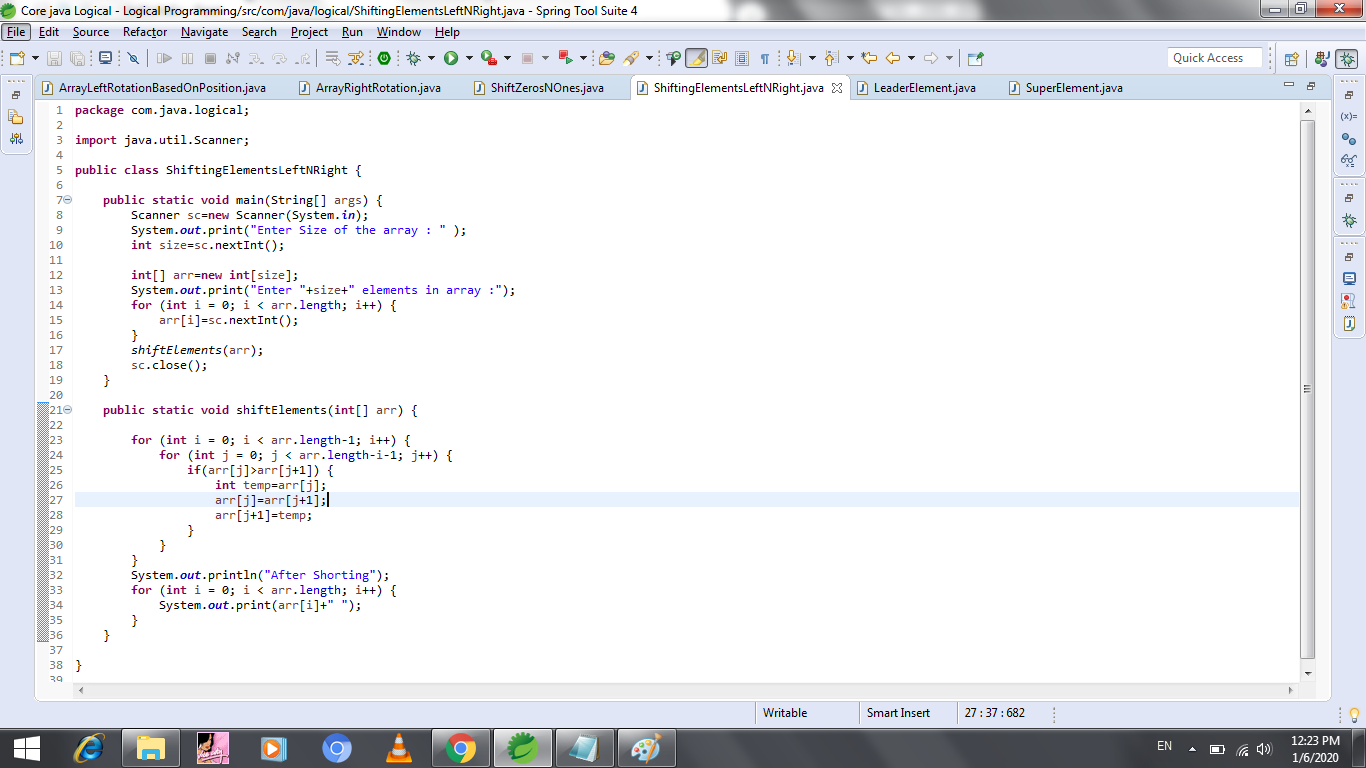 Core java Logical - Logical Programming/src/com/java/logical/ShiftingElementsLeftNRight.java - Spring Tool Suite 4
File Edit Source Refactor Navigate Search Project Run Window Help
Quick Access
ArrayLeftRotationBasedOnPosition.java ArrayRightRotation.java ShiftZerosNOnes.java ShiftingElementsLeftNRight.java LeaderElement.java SuperElement.java
1 package com.java.logical;
2
3 import java.util.Scanner;
4
5 public class ShiftingElementsLeftNRight {
6
7     public static void main(String[] args) {
8         Scanner sc=new Scanner(System.in);
9         System.out.print("Enter Size of the array : " );
10         int size=sc.nextInt();
11
12         int[] arr=new int[size];
13         System.out.print("Enter "+size+" elements in array :");
14         for (int i = 0; i < arr.length; i++) {
15             arr[i]=sc.nextInt();
16         }
17         shiftElements(arr);
18         sc.close();
19     }
20
21     public static void shiftElements(int[] arr) {
22
23         for (int i = 0; i < arr.length-1; i++) {
24             for (int j = 0; j < arr.length-i-1; j++) {
25                 if(arr[j]>arr[j+1]) {
26                     int temp=arr[j];
27                     arr[j]=arr[j+1];
28                     arr[j+1]=temp;
29                 }
30             }
31         }
32         System.out.println("After Shorting");
33         for (int i = 0; i < arr.length; i++) {
34             System.out.print(arr[i]+" ");
35         }
36     }
37
38 }
39
Writable Smart Insert 27 : 37 : 682
EN 12:23 PM
1/6/2020